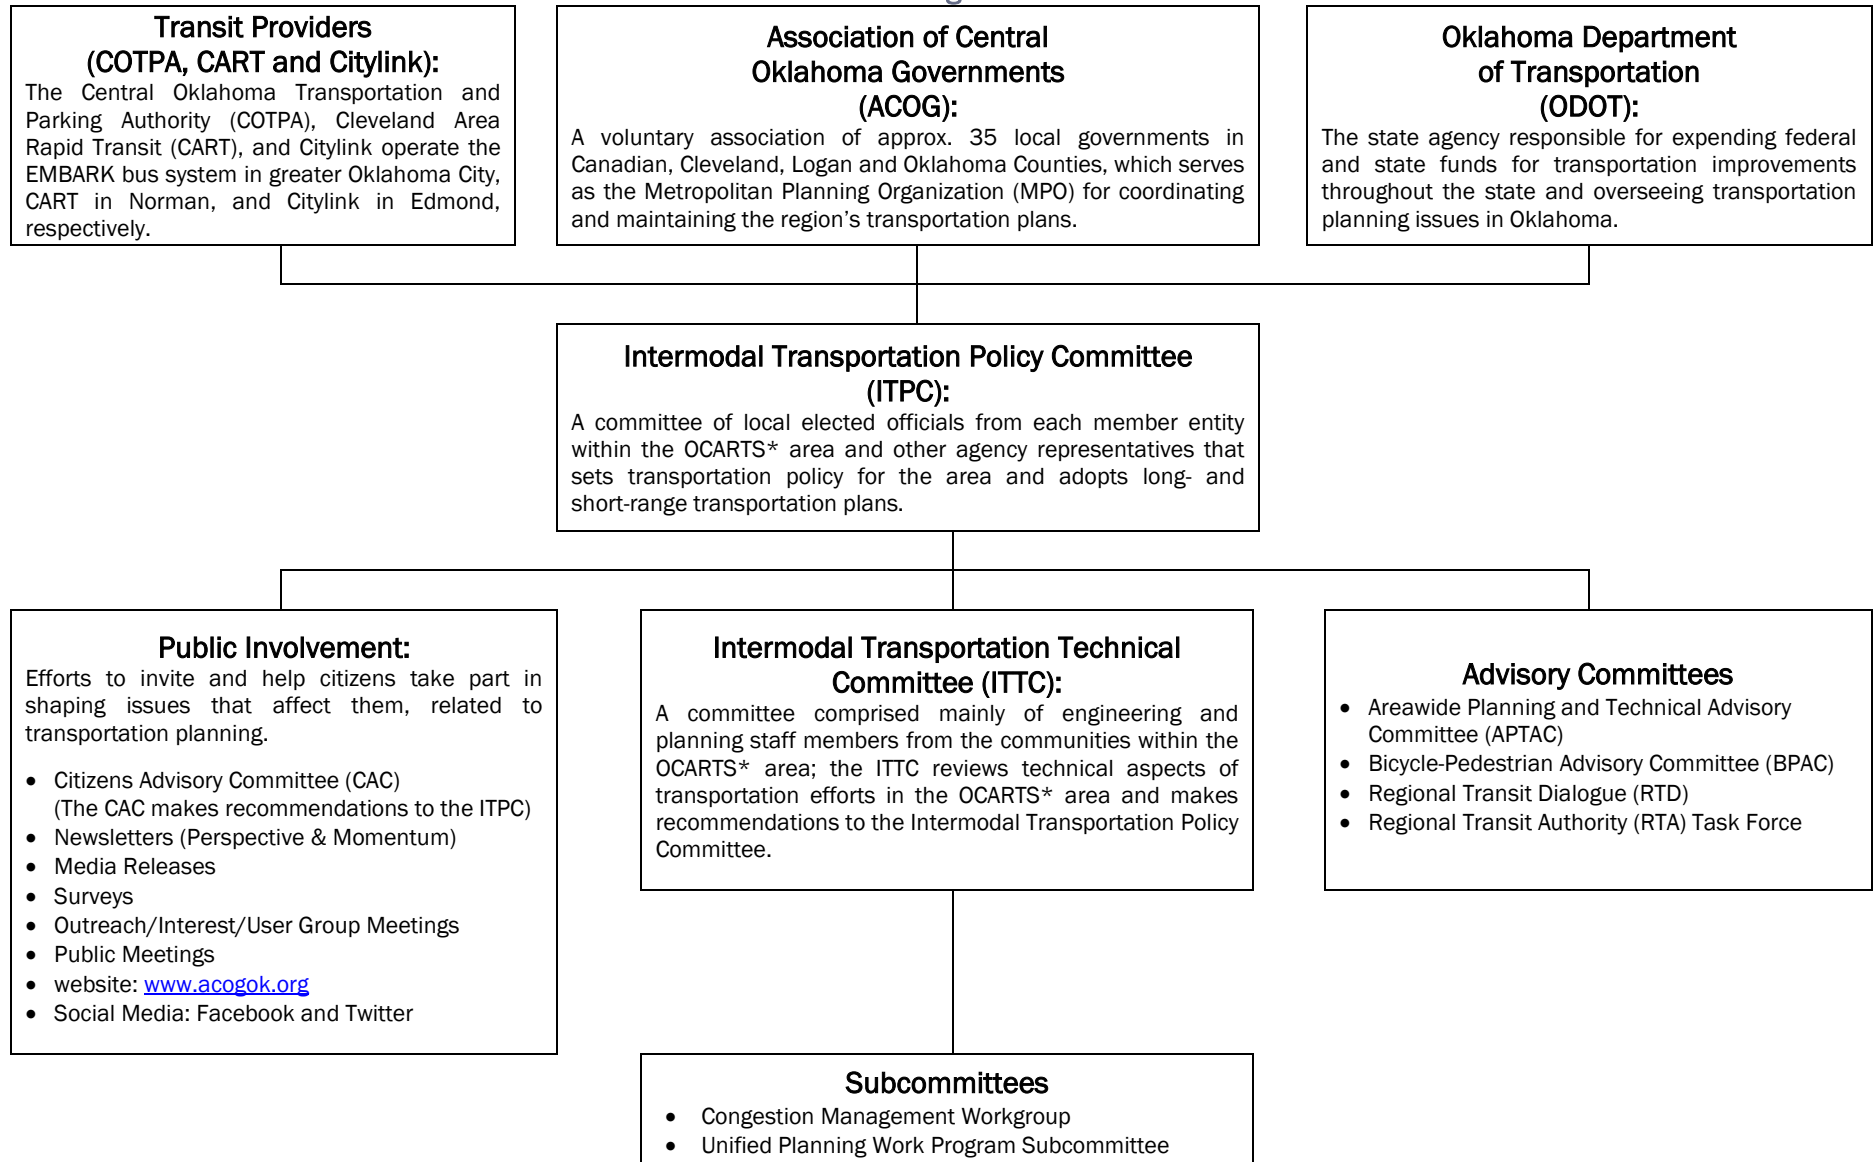 Transit Providers
(COTPA, CART and Citylink):
The Central Oklahoma Transportation and
Parking Authority (COTPA), Cleveland Area
Rapid Transit (CART), and Citylink operate the
EMBARK bus system in greater Oklahoma City,
CART in Norman, and Citylink in Edmond,
respectively.
Association of Central
Oklahoma Governments
(ACOG):
A voluntary association of approx. 35 local governments in
Canadian, Cleveland, Logan and Oklahoma Counties, which serves
as the Metropolitan Planning Organization (MPO) for coordinating
and maintaining the region’s transportation plans.
Oklahoma Department
of Transportation
(ODOT):
The state agency responsible for expending federal
and state funds for transportation improvements
throughout the state and overseeing transportation
planning issues in Oklahoma.
Intermodal Transportation Policy Committee
(ITPC):
A committee of local elected officials from each member entity
within the OCARTS* area and other agency representatives that
sets transportation policy for the area and adopts long- and
short-range transportation plans.
Public Involvement:
Efforts to invite and help citizens take part in
shaping issues that affect them, related to
transportation planning.
• Citizens Advisory Committee (CAC)
(The CAC makes recommendations to the ITPC)
• Newsletters (Perspective & Momentum)
• Media Releases
• Surveys
• Outreach/Interest/User Group Meetings
• Public Meetings
• website: www.acogok.org
• Social Media: Facebook and Twitter
Intermodal Transportation Technical
Committee (ITTC):
A committee comprised mainly of engineering and
planning staff members from the communities within the
OCARTS* area; the ITTC reviews technical aspects of
transportation efforts in the OCARTS* area and makes
recommendations to the Intermodal Transportation Policy
Committee.
Advisory Committees
• Areawide Planning and Technical Advisory
Committee (APTAC)
• Bicycle-Pedestrian Advisory Committee (BPAC)
• Regional Transit Dialogue (RTD)
• Regional Transit Authority (RTA) Task Force
Subcommittees
• Congestion Management Workgroup
• Unified Planning Work Program Subcommittee